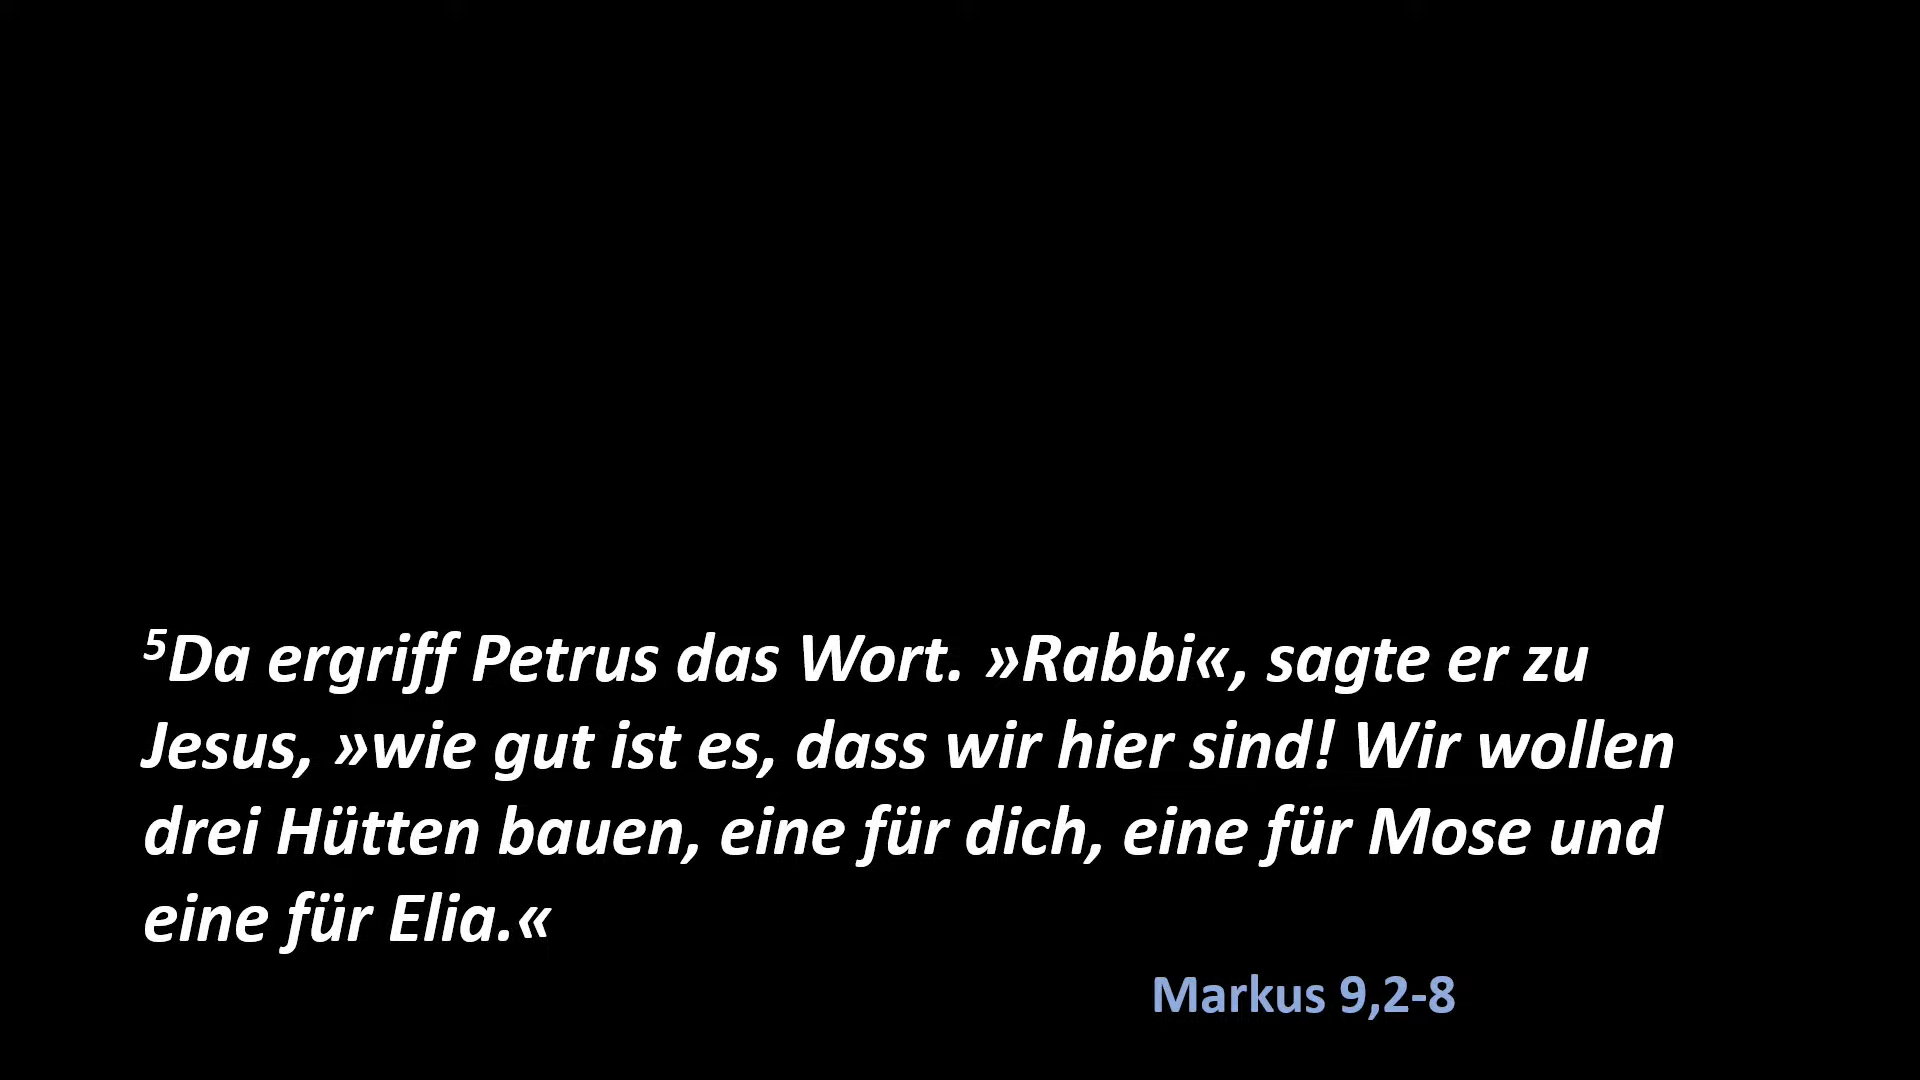 ⁵Da ergriff Petrus das Wort. »Rabbi«, sagte er zu
Jesus, »wie gut ist es, dass wir hier sind! Wir wollen
drei Hütten bauen, eine für dich, eine für Mose und
eine für Elia.«
Markus 9,2-8